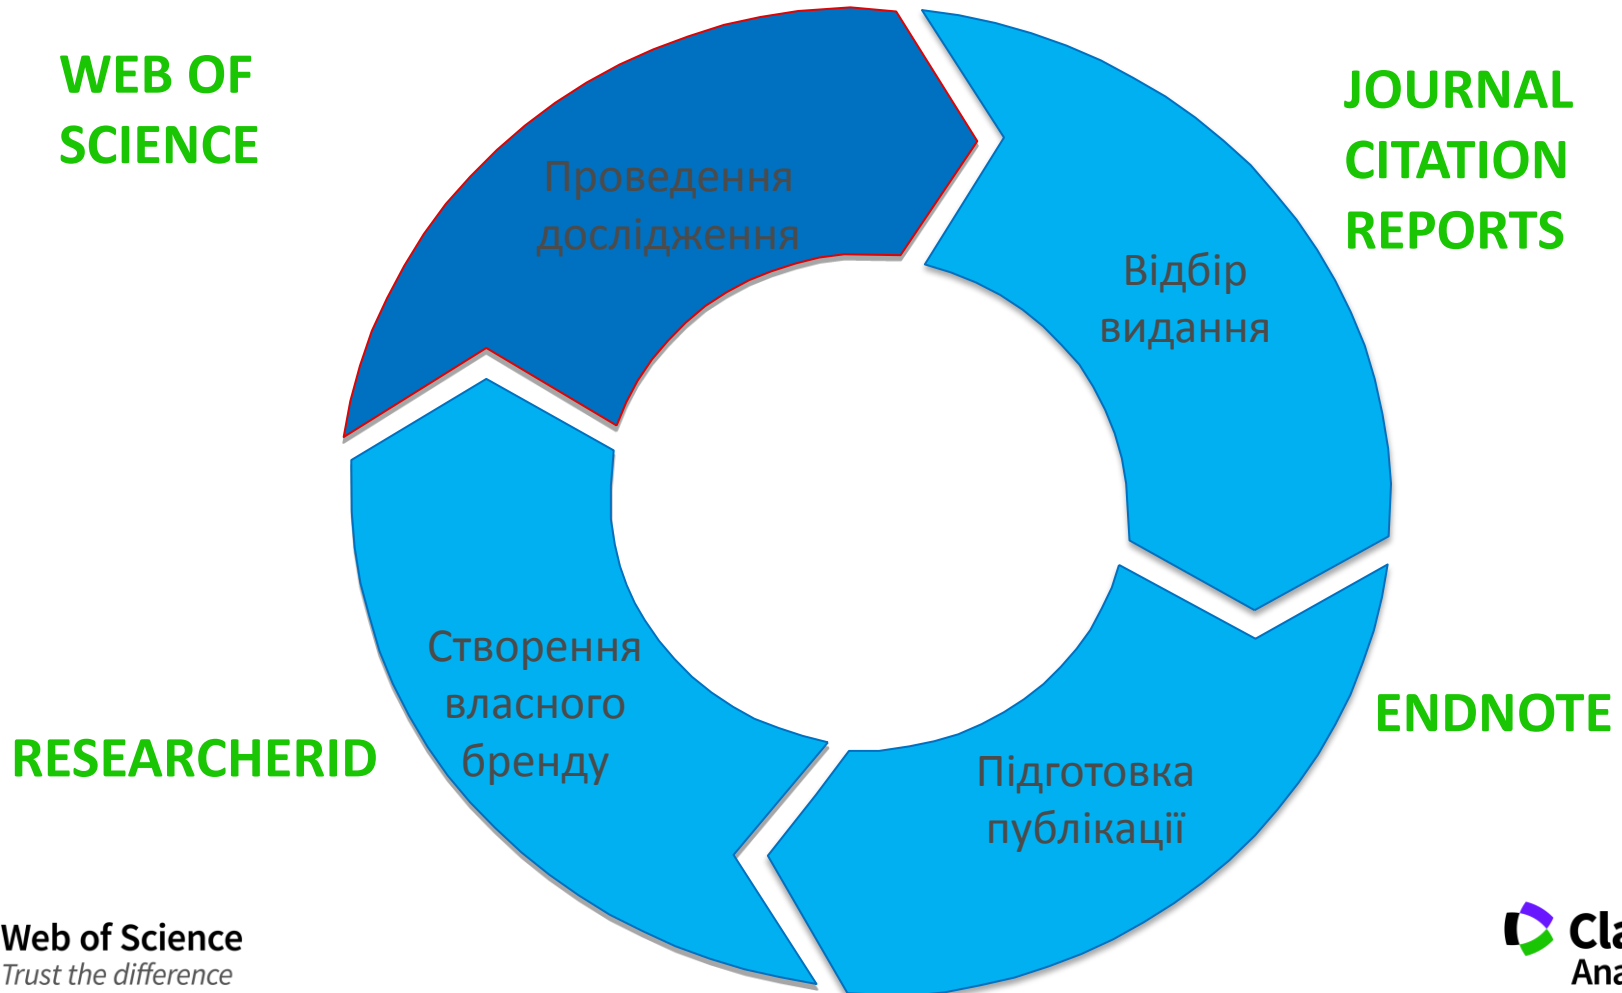 WEB OF
SCIENCE
Проведення
дослідження
JOURNAL
CITATION
REPORTS
Відбір
видання
Створення
власного
бренду
RESEARCHERID
ENDNOTE
Підготовка
публікації
Web of Science
Trust the difference